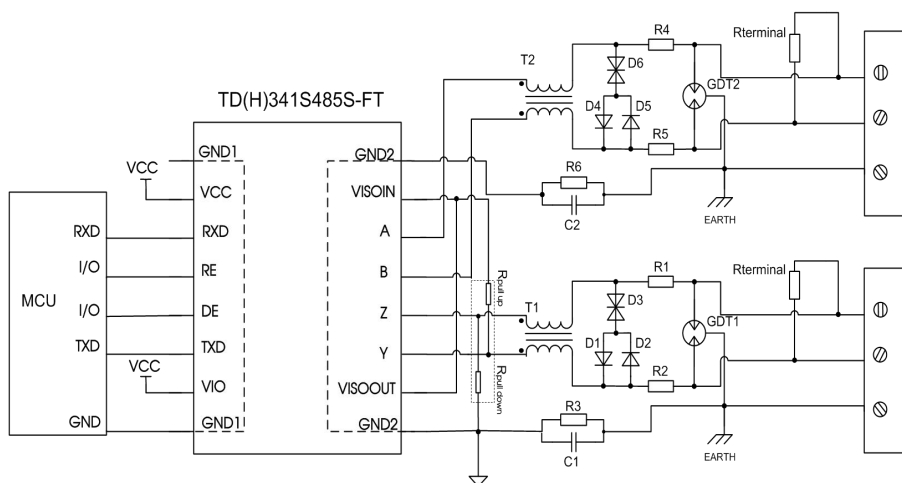 TD(H)341S485S-FT
MCU
RXD
I/O
I/O
TXD
GND
VCC
VCC
GND1
VCC
RXD
RE
DE
TXD
VIO
GND1
GND2
VISOIN
A
B
Z
Y
VISOOUT
GND2
Rpull up
Rpull down
T2
D6
D4
D5
R4
R5
GDT2
Rterminal
R6
C2
EARTH
T1
D3
D1
D2
R1
R2
GDT1
Rterminal
R3
C1
EARTH